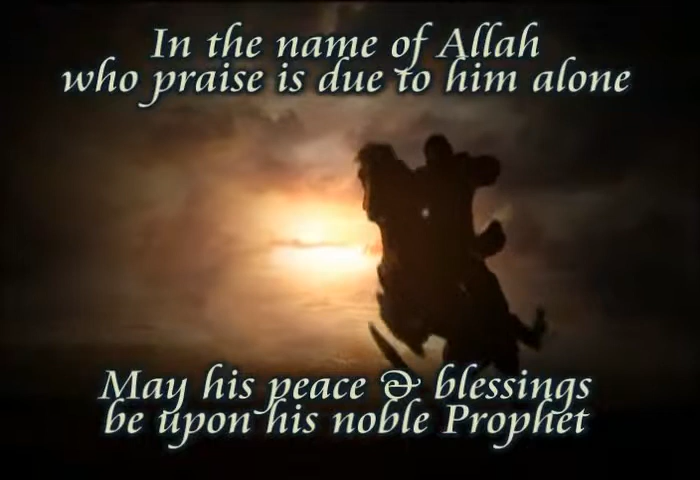 In the name of Allah
who praise is due to him alone
May his peace & blessings
be upon his noble Prophet